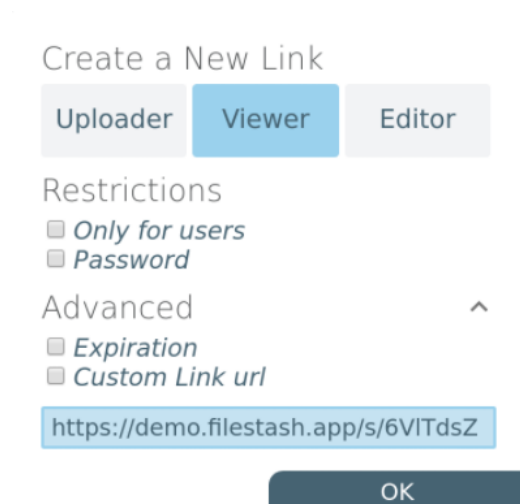 Create a New Link
Uploader Viewer Editor
Restrictions
Only for users
Password
Advanced
Expiration
Custom Link url
https://demo.filestash.app/s/6VlTdsZ
OK